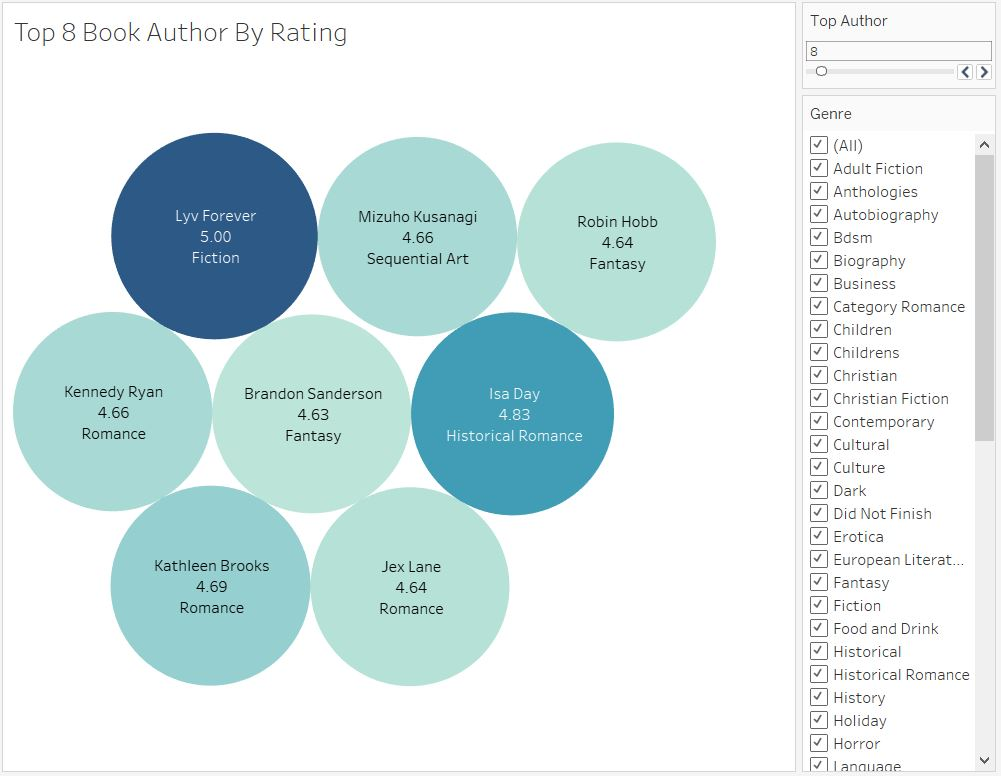 Top 8 Book Author By Rating
Lyv Forever
5.00
Fiction
Mizuho Kusanagi
4.66
Sequential Art
Robin Hobb
4.64
Fantasy
Kennedy Ryan
4.66
Romance
Brandon Sanderson
4.63
Fantasy
Isa Day
4.83
Historical Romance
Kathleen Brooks
4.69
Romance
Jex Lane
4.64
Romance
Top Author
8
Genre
(All)
Adult Fiction
Anthologies
Autobiography
Bdsm
Biography
Business
Category Romance
Children
Childrens
Christian
Christian Fiction
Contemporary
Cultural
Culture
Dark
Did Not Finish
Erotica
European Literat...
Fantasy
Fiction
Food and Drink
Historical
Historical Romance
History
Holiday
Horror
Language